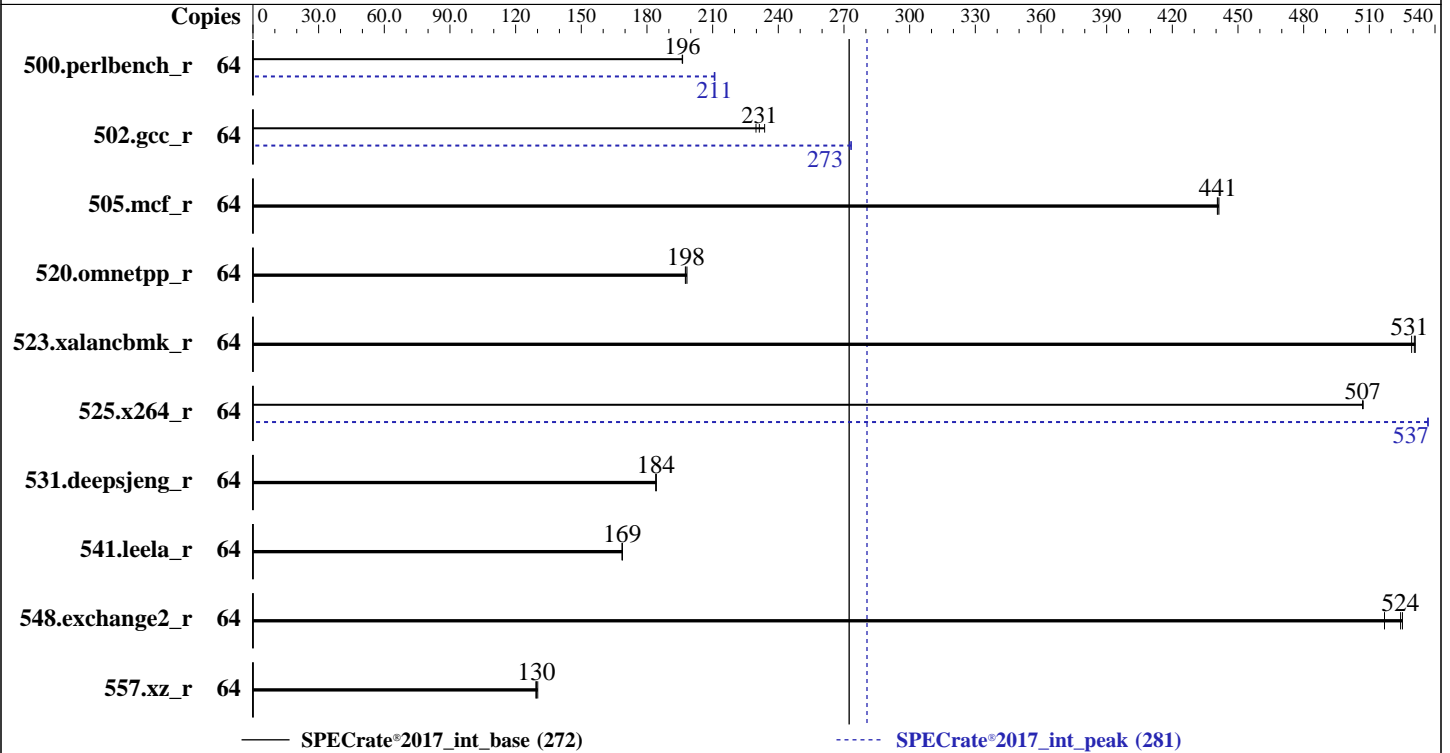 Copies 0 30.0 60.0 90.0 120 150 180 210 240 270 300 330 360 390 420 450 480 510 540
196
500.perlbench_r 64
211
231
502.gcc_r 64
273
441
505.mcf_r 64
198
520.omnetpp_r 64
531
523.xalancbmk_r 64
507
525.x264_r 64
537
184
531.deepsjeng_r 64
169
541.leela_r 64
524
548.exchange2_r 64
130
557.xz_r 64
SPECrate®2017_int_base (272) SPECrate®2017_int_peak (281)